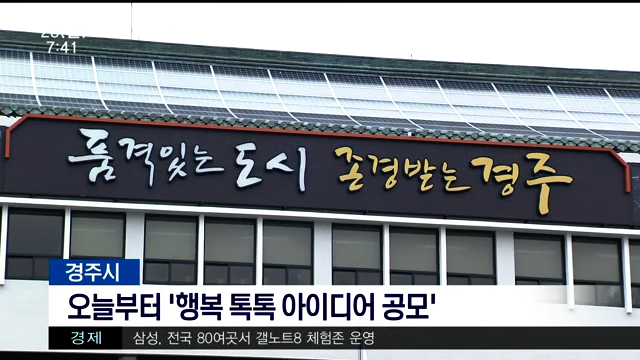 7:41
품격있는 도시 존경받는 경주
경주시
오늘부터 '행복 톡톡 아이디어 공모'
경제 삼성, 전국 80여곳서 갤노트8 체험존 운영